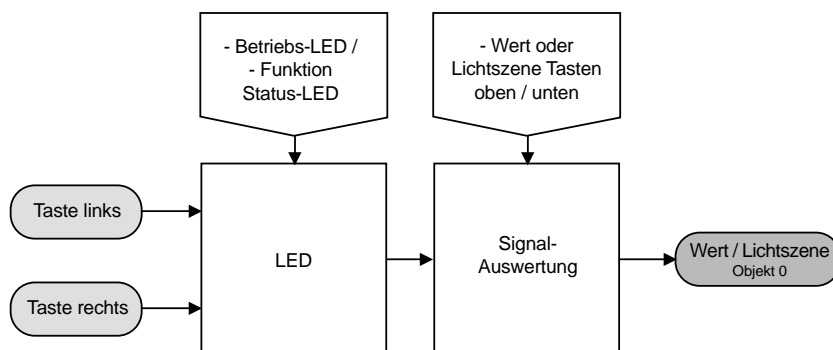 - Betriebs-LED /
- Funktion
Status-LED
- Wert oder
Lichtszene Tasten
oben / unten
Taste links
Taste rechts
LED
Signal-
Auswertung
Wert / Lichtszene
Objekt 0